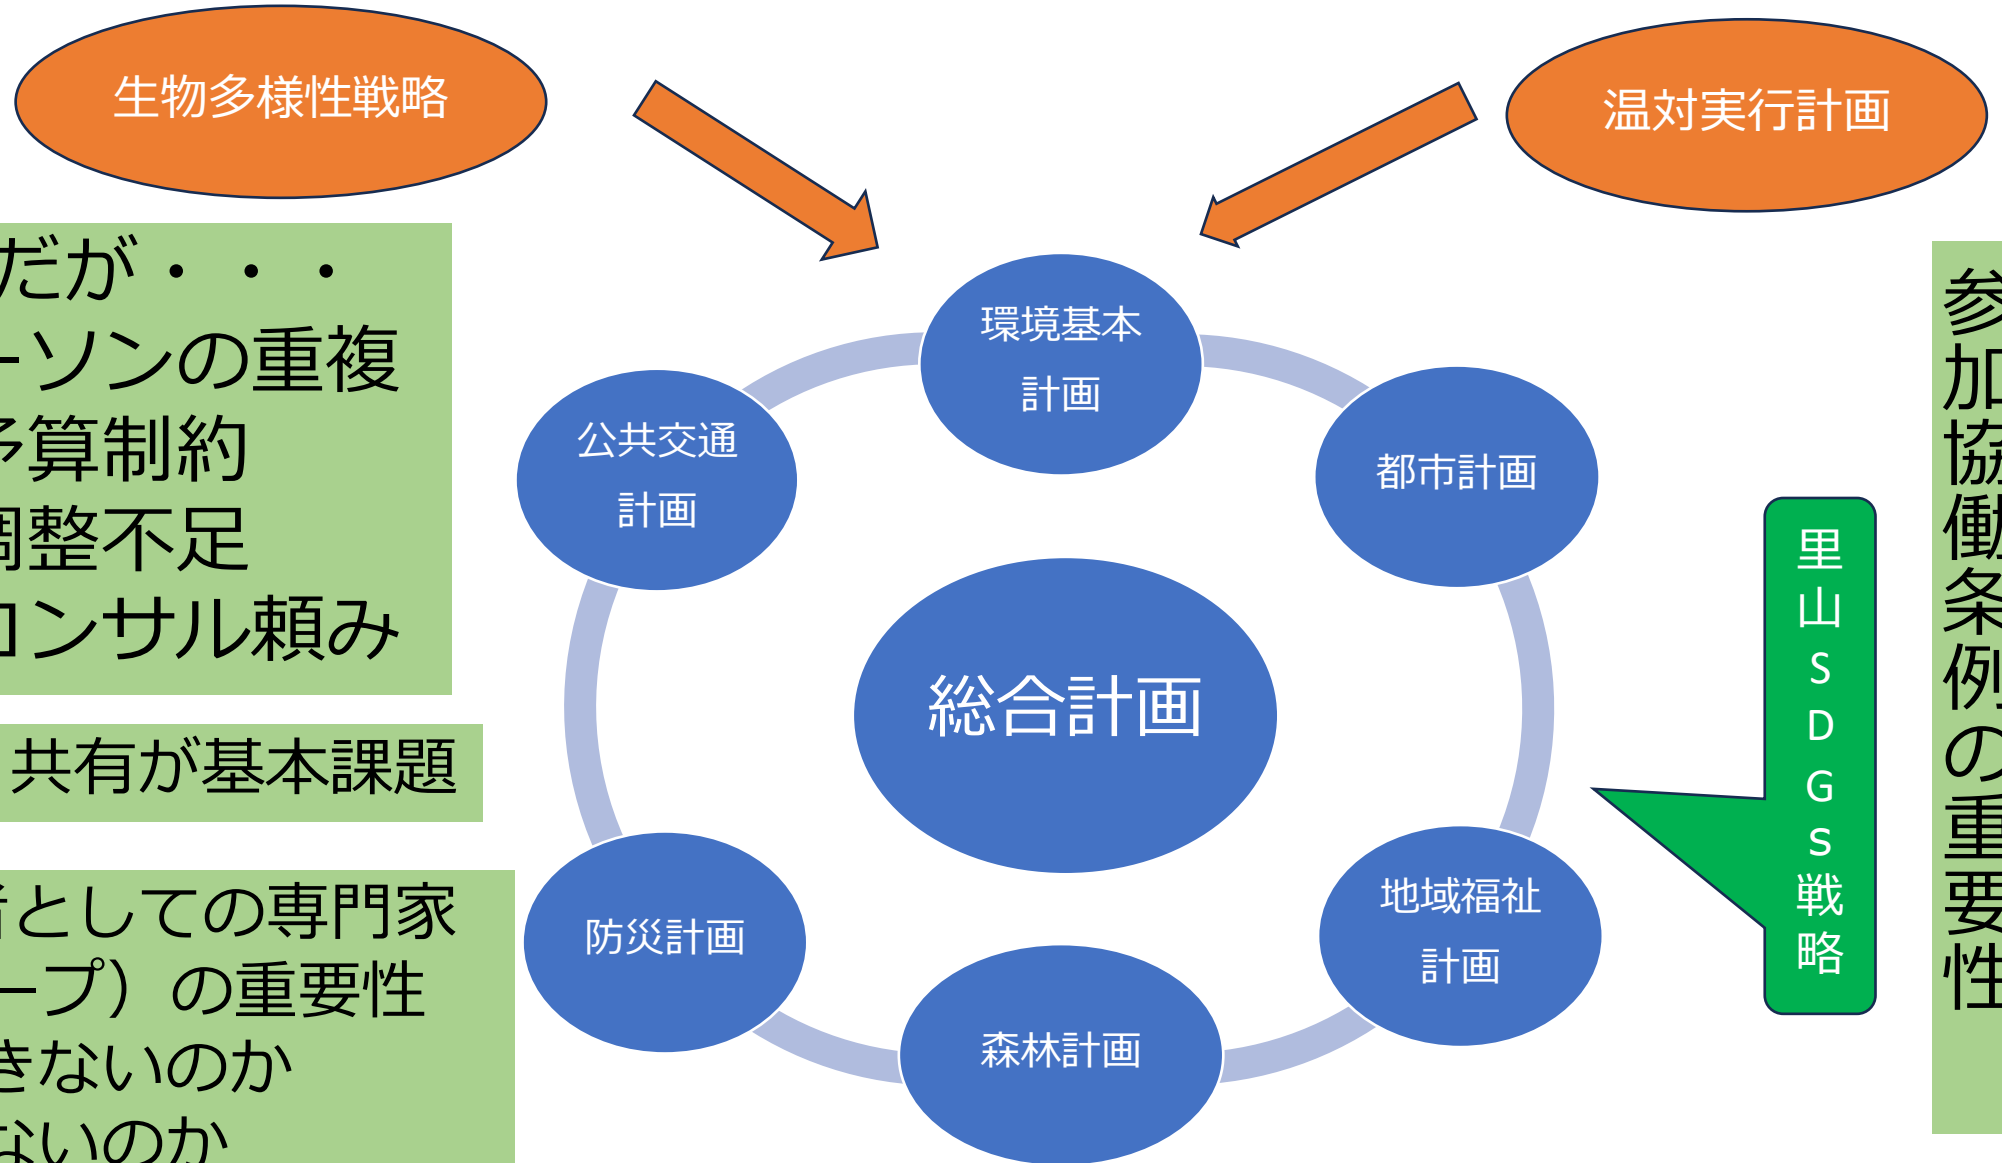 生物多様性戦略
温対実行計画
だが・・・
ーソンの重複
予算制約
調整不足
コンサル頼み
共有が基本課題
者としての専門家
ープ）の重要性
きないのか
ないのか
環境基本
計画
公共交通
計画
都市計画
総合計画
防災計画
地域福祉
計画
森林計画
里山SDGs戦略
参加協働条例の重要性